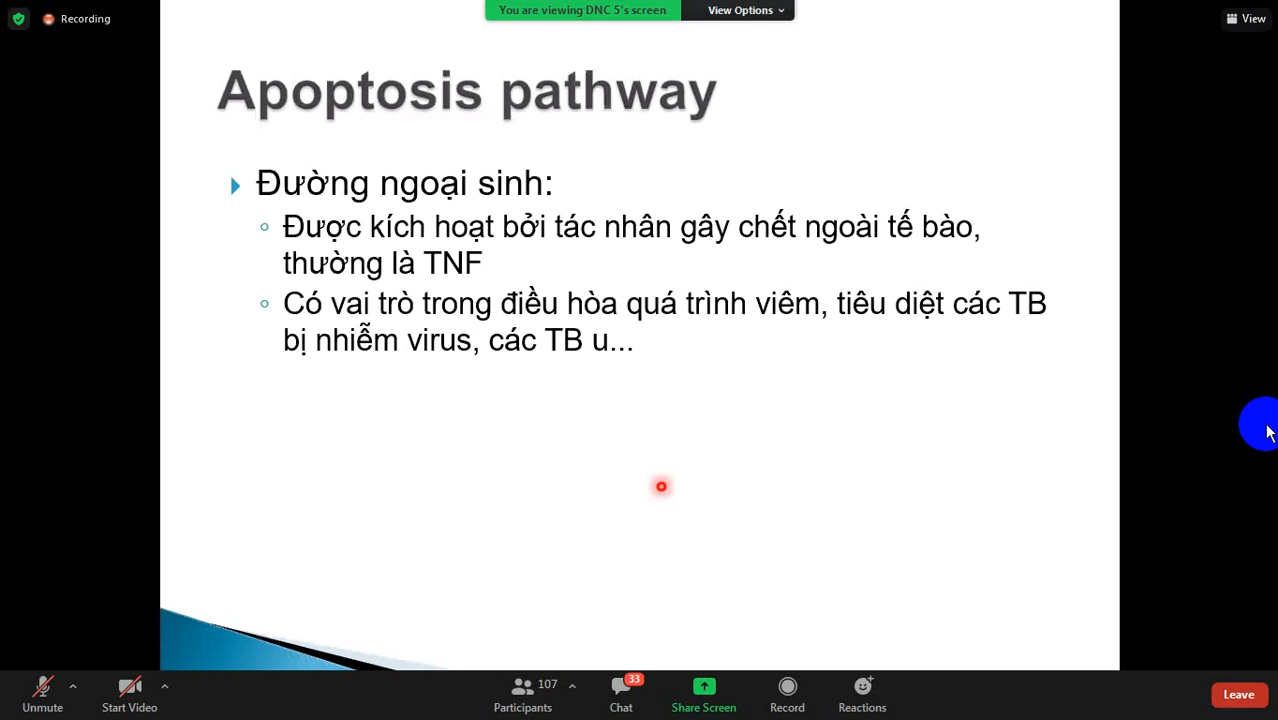 Recording
You are viewing DNC 5's screen
View Options
View
Apoptosis pathway
Đường ngoại sinh:
Được kích hoạt bởi tác nhân gây chết ngoài tế bào,
thường là TNF
Có vai trò trong điều hòa quá trình viêm, tiêu diệt các TB
bị nhiễm virus, các TB u...
Unmute
Start Video
107
Participants
33
Chat
Share Screen
Record
Reactions
Leave